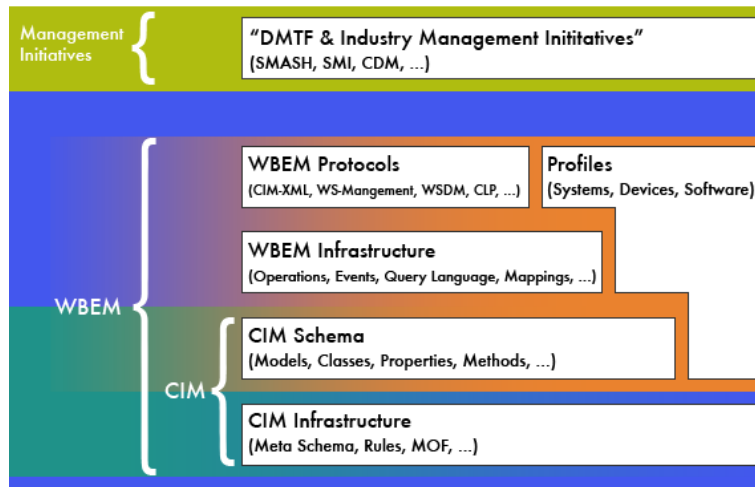 Management
Initiatives
“DMTF & Industry Management Inititatives”
(SMASH, SMI, CDM, ...)
WBEM Protocols
(CIM-XML, WS-Mangement, WSDM, CLP, ...)
Profiles
(Systems, Devices, Software)
WBEM Infrastructure
(Operations, Events, Query Language, Mappings, ...)
WBEM
CIM Schema
(Models, Classes, Properties, Methods, ...)
CIM
CIM Infrastructure
(Meta Schema, Rules, MOF, ...)